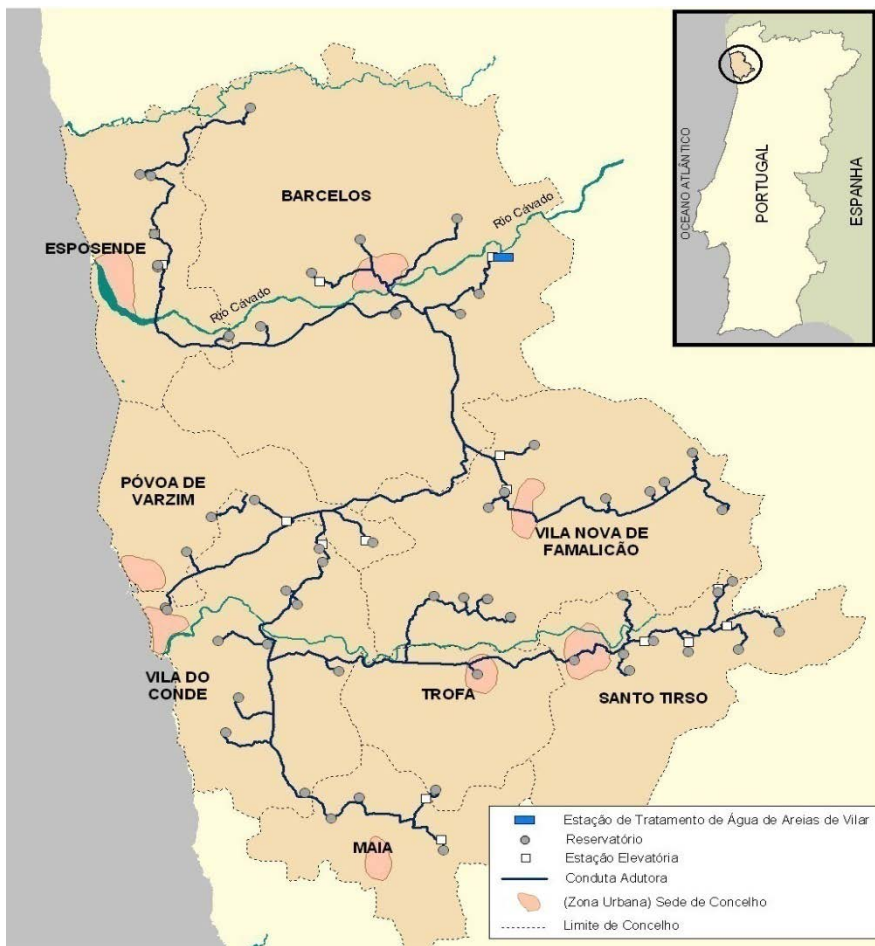 BARCELOS
Rio Cávado
ESPOSENDE
Rio Cávado
PÓVOA DE
VARZIM
VILA NOVA DE
FAMALICÃO
VILA DO
CONDE
TROFA
SANTO TIRSO
MAIA
OCEANO ATLÂNTICO
PORTUGAL
ESPANHA
Estação de Tratamento de Água de Areias de Vilar
Reservatório
Estação Elevatória
Conduta Adutora
(Zona Urbana) Sede de Concelho
Limite de Concelho